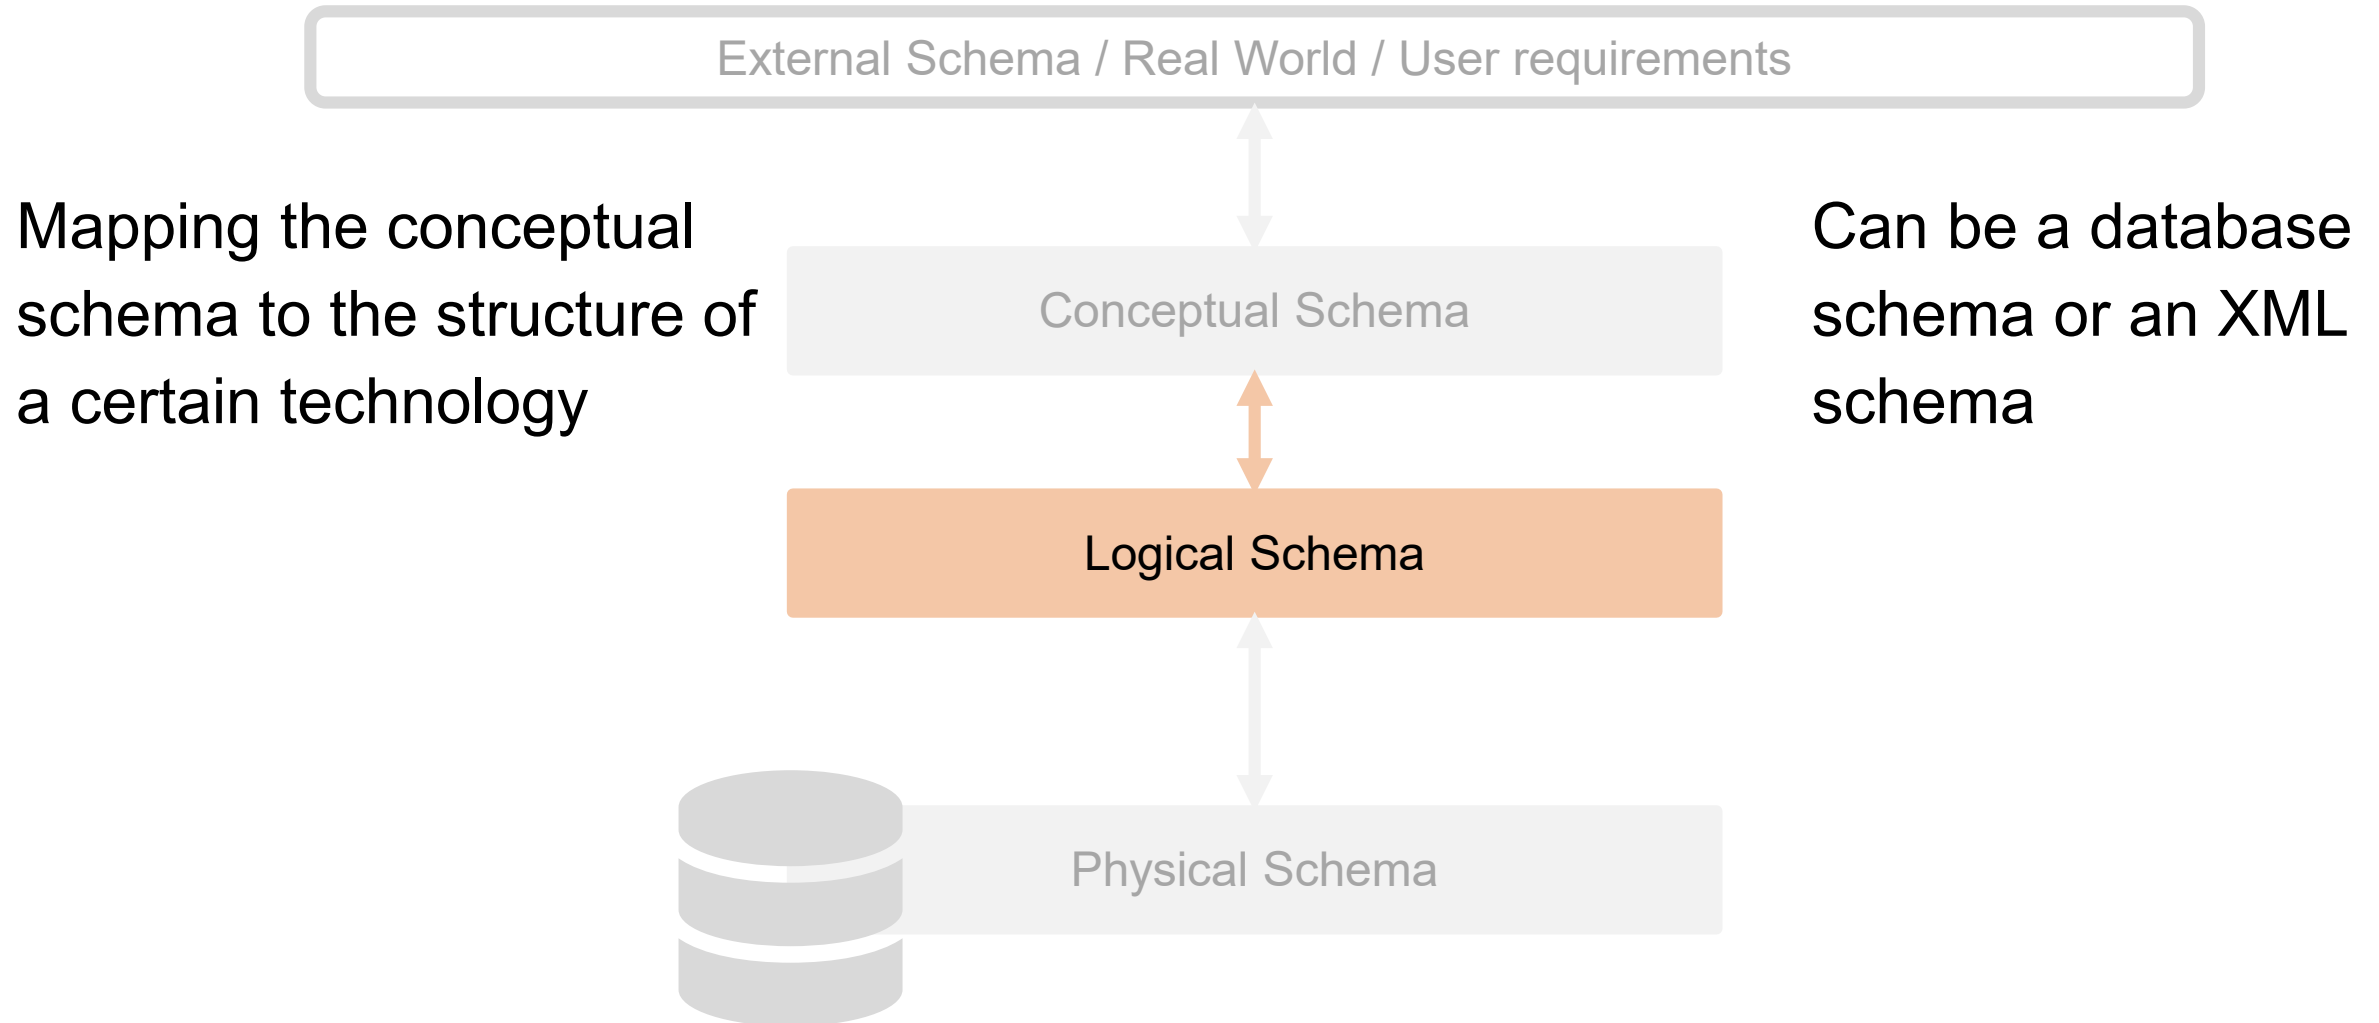 External Schema / Real World / User requirements
Mapping the conceptual
schema to the structure of
a certain technology
Can be a database
schema or an XML
schema
Conceptual Schema
Logical Schema
Physical Schema